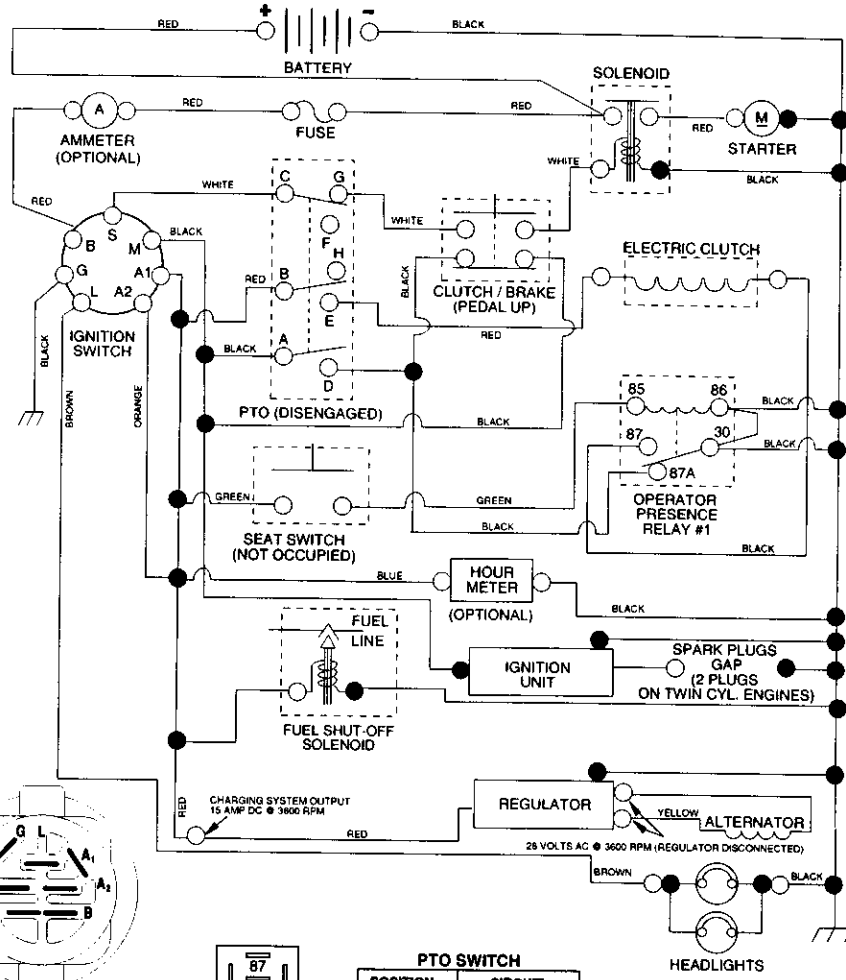 + -
RED
BLACK
BATTERY
SOLENOID
A
RED
RED
RED
M
AMMETER
(OPTIONAL)
FUSE
STARTER
WHITE
BLACK
RED
WHITE
C G
S
BLACK
WHITE
F
B M
ELECTRIC CLUTCH
G A1
H
RED
B
BLACK
L A2
CLUTCH / BRAKE
(PEDAL UP)
E
RED
IGNITION
SWITCH
BLACK
A
D
BLACK
BROWN
ORANGE
85 86
BLACK
PTO (DISENGAGED)
BLACK
87 30
BLACK
87A
GREEN
GREEN
OPERATOR
PRESENCE
RELAY #1
BLACK
SEAT SWITCH
(NOT OCCUPIED)
BLACK
BLUE
HOUR
METER
(OPTIONAL)
BLACK
FUEL
LINE
IGNITION
UNIT
SPARK PLUGS
GAP
(2 PLUGS
ON TWIN CYL. ENGINES)
FUEL SHUT-OFF
SOLENOID
RED
CHARGING SYSTEM OUTPUT
15 AMP DC @ 3600 RPM
RED
REGULATOR
YELLOW
ALTERNATOR
28 VOLTS AC @ 3600 RPM (REGULATOR DISCONNECTED)
G L
A1
A2
B
BROWN
BLACK
HEADLIGHTS
87
PTO SWITCH
POSITION CIRCUIT